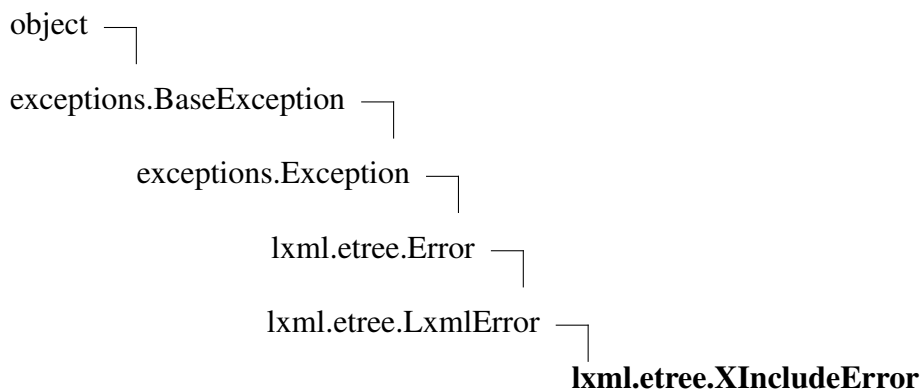 object
exceptions.BaseException
exceptions.Exception
lxml.etree.Error
lxml.etree.LxmlError
lxml.etree.XIncludeError